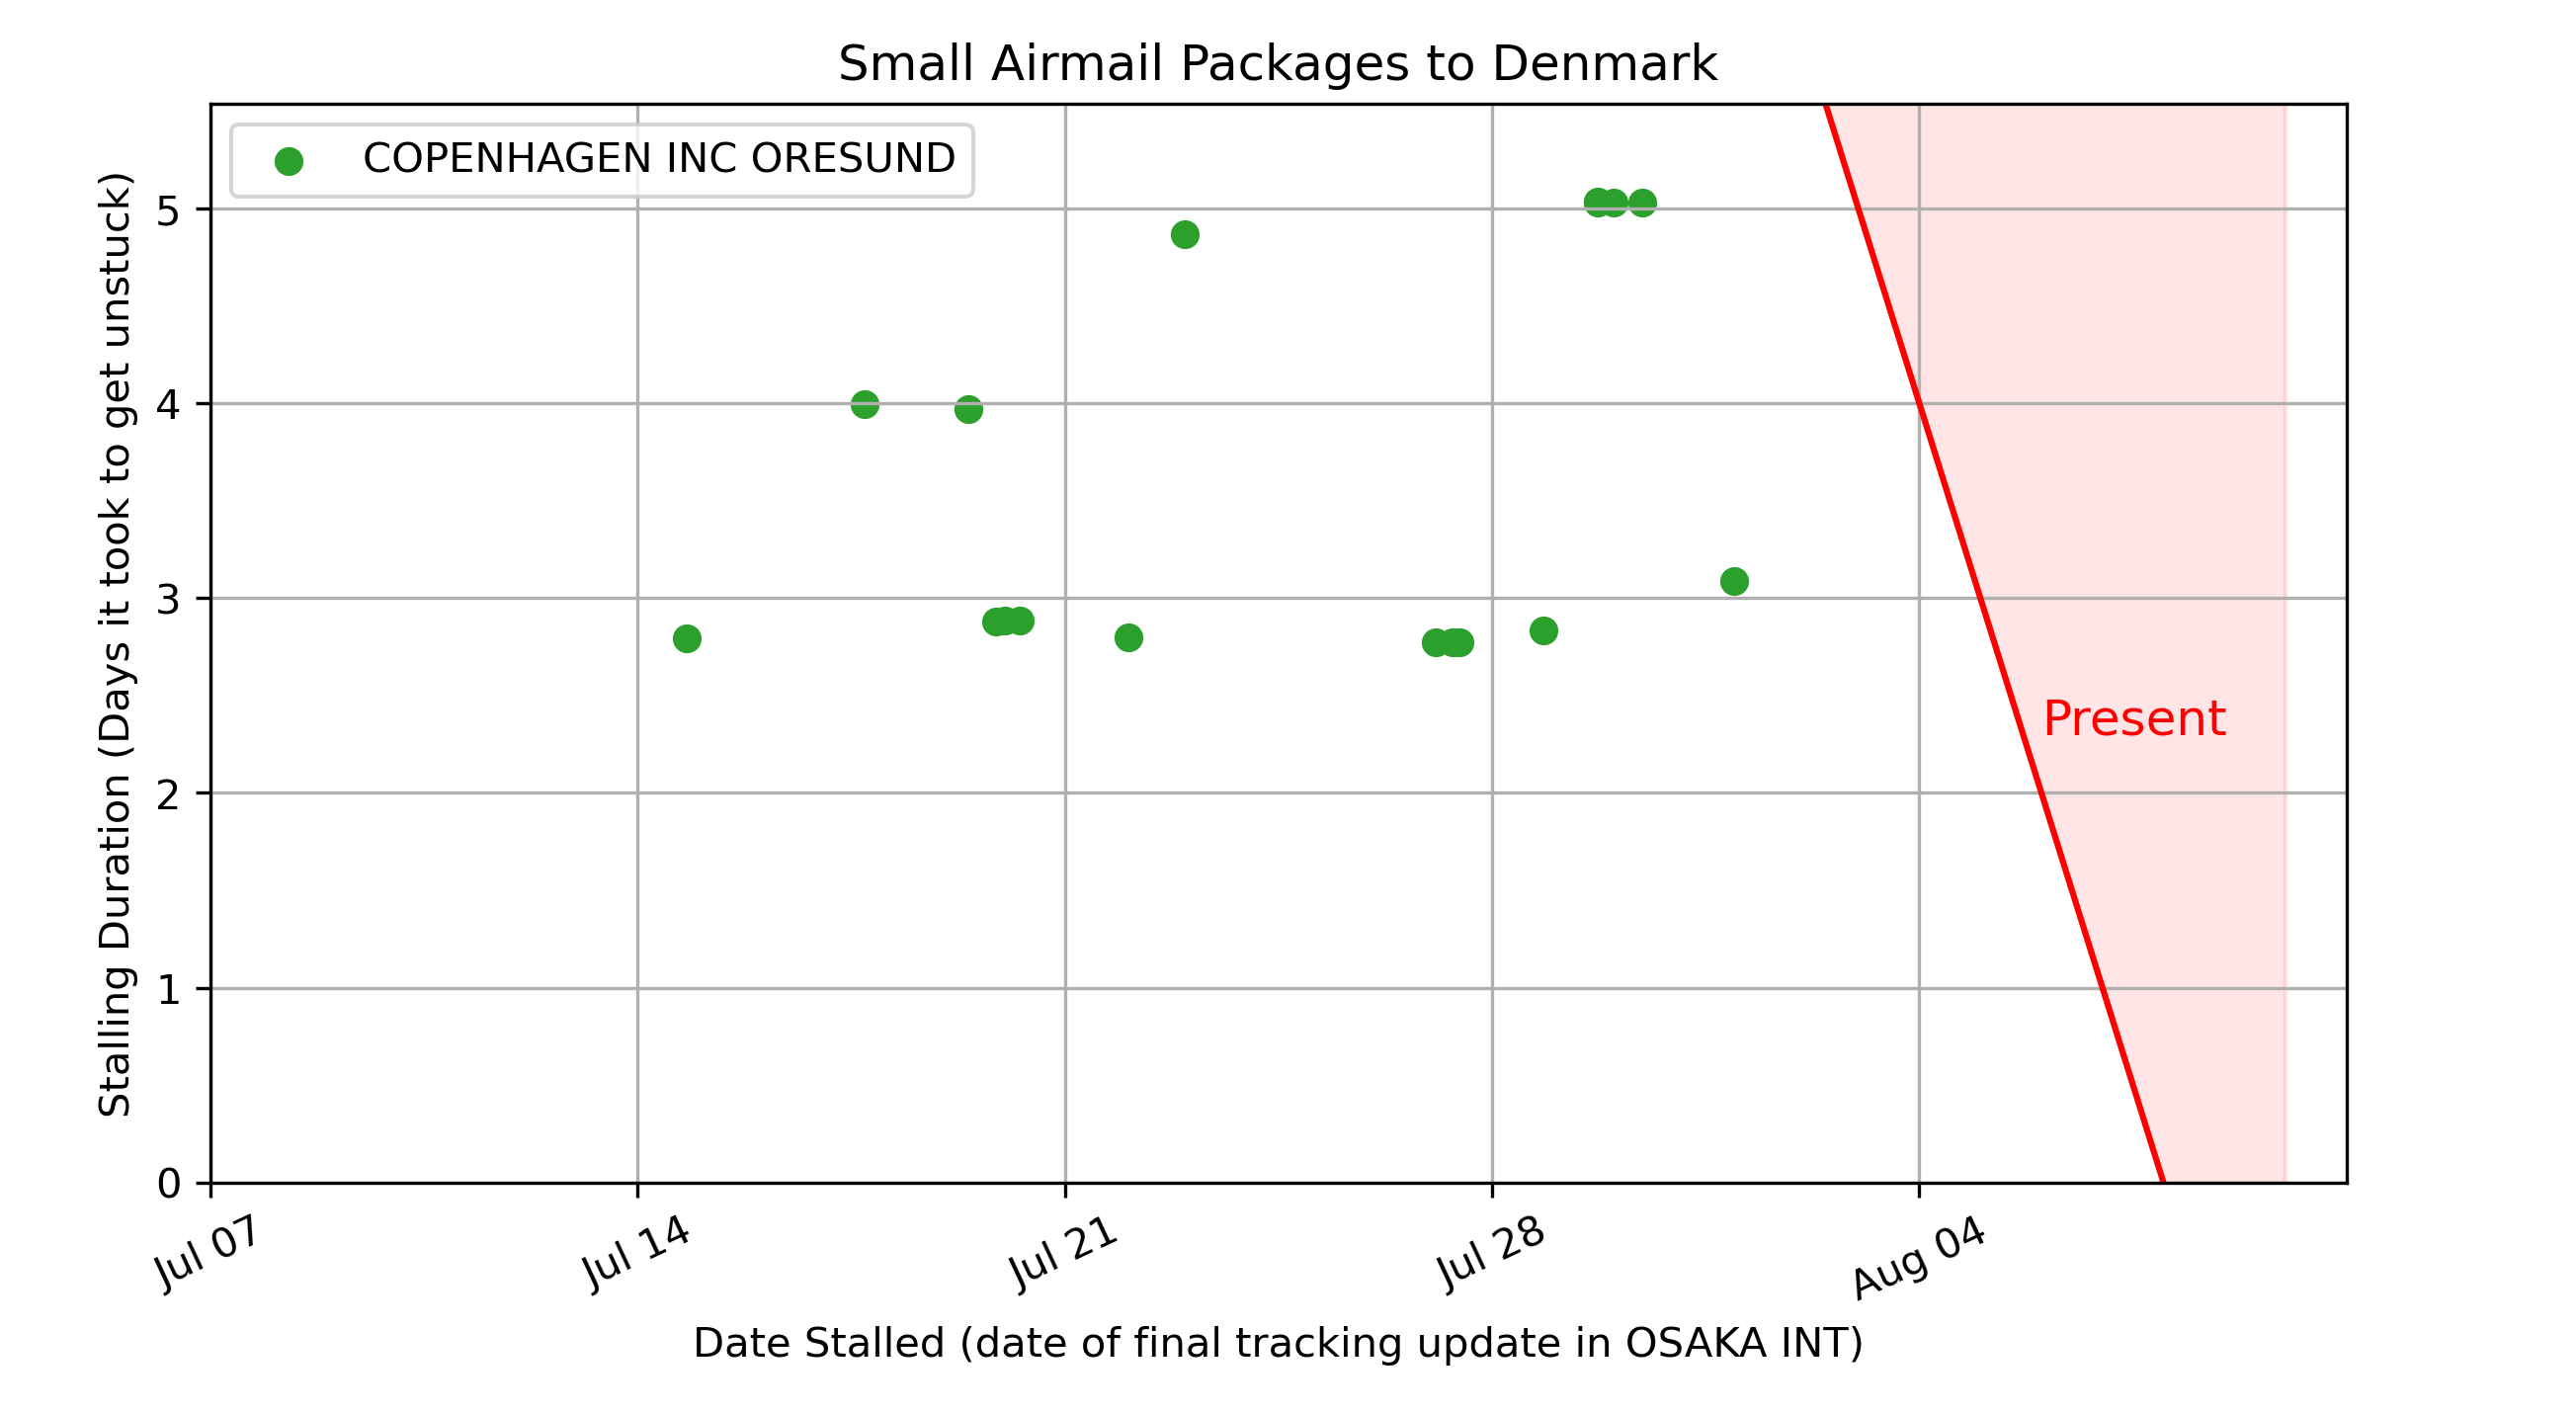 Small Airmail Packages to Denmark
COPENHAGEN INC ORESUND
Stalling Duration (Days it took to get unstuck)
5
4
3
2
1
0
Present
Jul 07
Jul 14
Jul 21
Jul 28
Aug 04
Date Stalled (date of final tracking update in OSAKA INT)